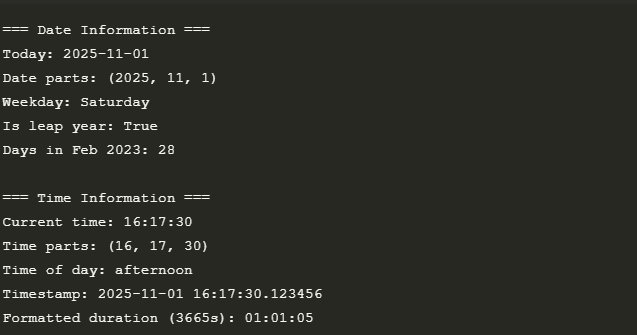 === Date Information ===
Today: 2025-11-01
Date parts: (2025, 11, 1)
Weekday: Saturday
Is leap year: True
Days in Feb 2023: 28
=== Time Information ===
Current time: 16:17:30
Time parts: (16, 17, 30)
Time of day: afternoon
Timestamp: 2025-11-01 16:17:30.123456
Formatted duration (3665s): 01:01:05